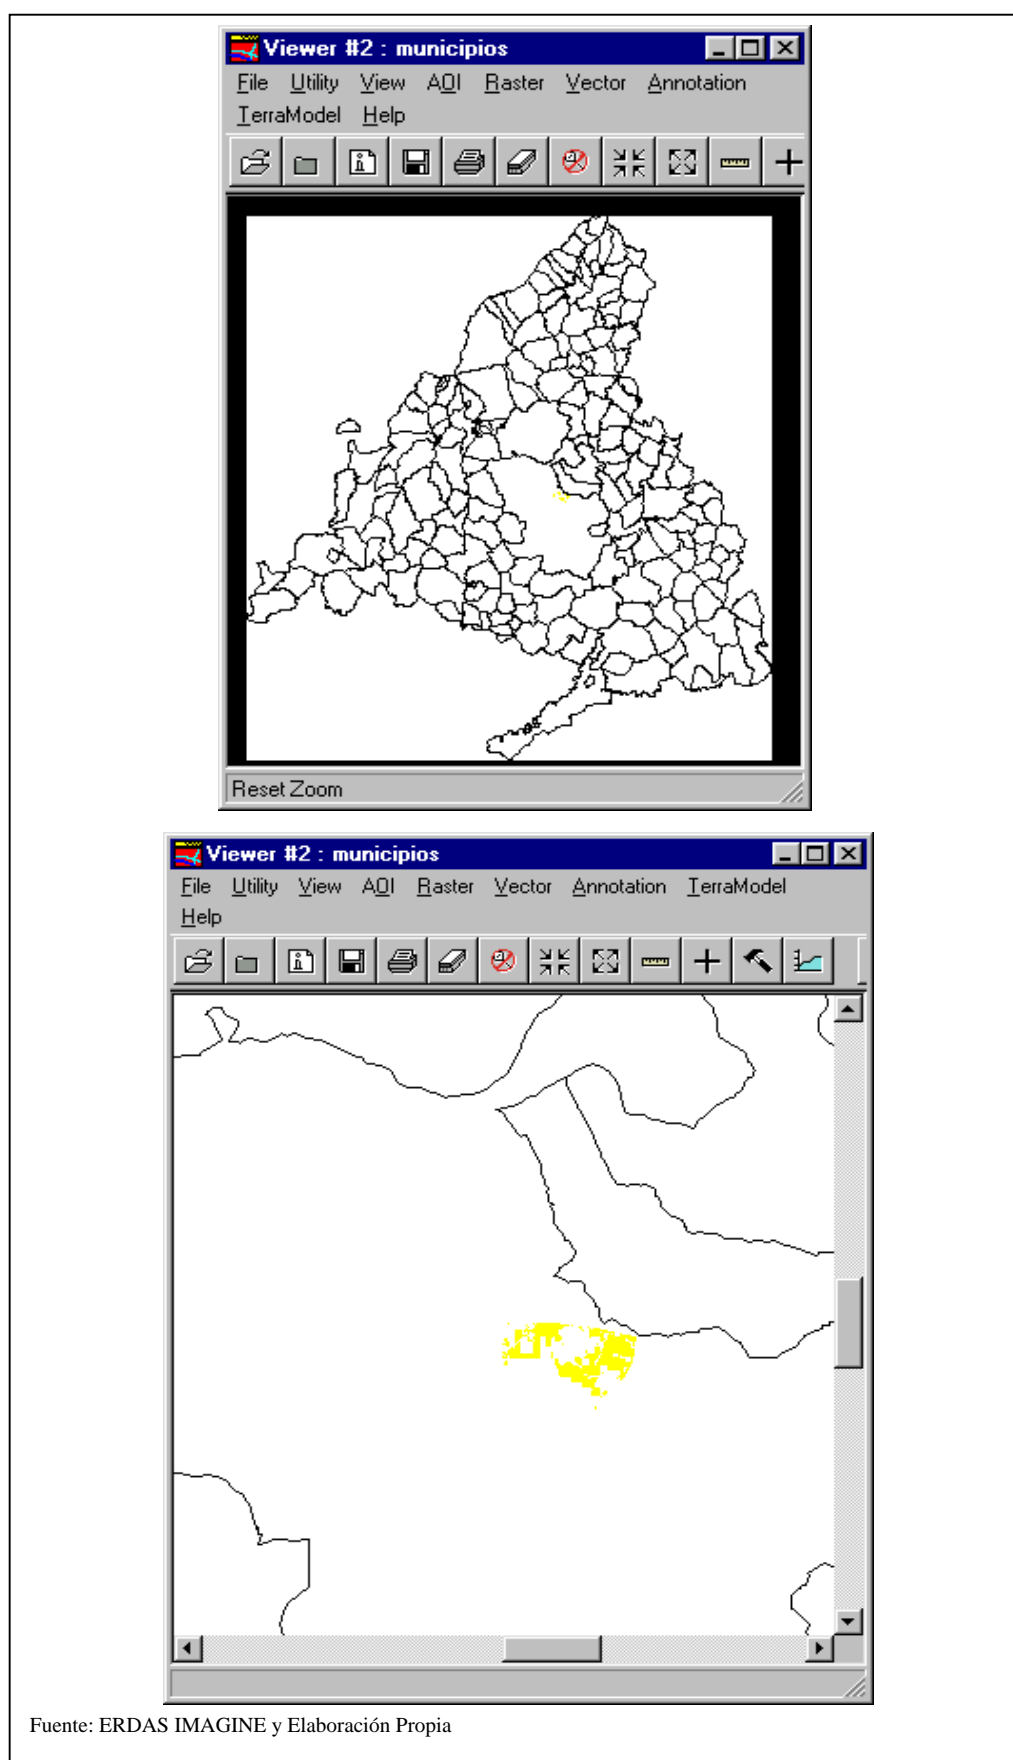 Viewer #2 : municipios
File Utility View AOI Raster Vector Annotation
TerraModel Help
Reset Zoom
Viewer #2 : municipios
File Utility View AOI Raster Vector Annotation TerraModel
Help
Fuente: ERDAS IMAGINE y Elaboración Propia